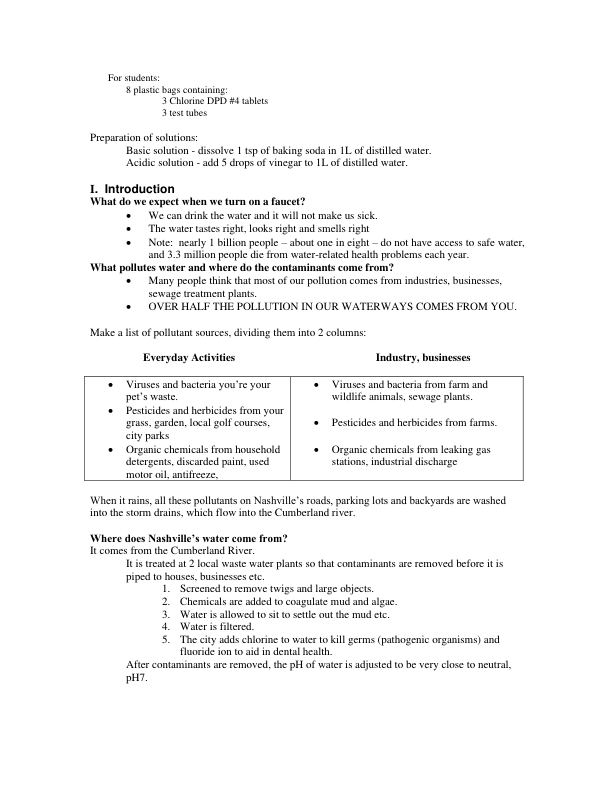 For students:
8 plastic bags containing:
3 Chlorine DPD #4 tablets
3 test tubes
Preparation of solutions:
Basic solution - dissolve 1 tsp of baking soda in 1L of distilled water.
Acidic solution - add 5 drops of vinegar to 1L of distilled water.
I. Introduction
What do we expect when we turn on a faucet?
• We can drink the water and it will not make us sick.
• The water tastes right, looks right and smells right
• Note: nearly 1 billion people – about one in eight – do not have access to safe water,
and 3.3 million people die from water-related health problems each year.
What pollutes water and where do the contaminants come from?
• Many people think that most of our pollution comes from industries, businesses,
sewage treatment plants.
• OVER HALF THE POLLUTION IN OUR WATERWAYS COMES FROM YOU.
Make a list of pollutant sources, dividing them into 2 columns:
Everyday Activities
• Viruses and bacteria you're your
pet's waste.
• Pesticides and herbicides from your
grass, garden, local golf courses,
city parks
• Organic chemicals from household
detergents, discarded paint, used
motor oil, antifreeze,
Industry, businesses
• Viruses and bacteria from farm and
wildlife animals, sewage plants.
• Pesticides and herbicides from farms.
• Organic chemicals from leaking gas
stations, industrial discharge
When it rains, all these pollutants on Nashville's roads, parking lots and backyards are washed
into the storm drains, which flow into the Cumberland river.
Where does Nashville's water come from?
It comes from the Cumberland River.
It is treated at 2 local waste water plants so that contaminants are removed before it is
piped to houses, businesses etc.
1. Screened to remove twigs and large objects.
2. Chemicals are added to coagulate mud and algae.
3. Water is allowed to sit to settle out the mud etc.
4. Water is filtered.
5. The city adds chlorine to water to kill germs (pathogenic organisms) and
fluoride ion to aid in dental health.
After contaminants are removed, the pH of water is adjusted to be very close to neutral,
pH7.